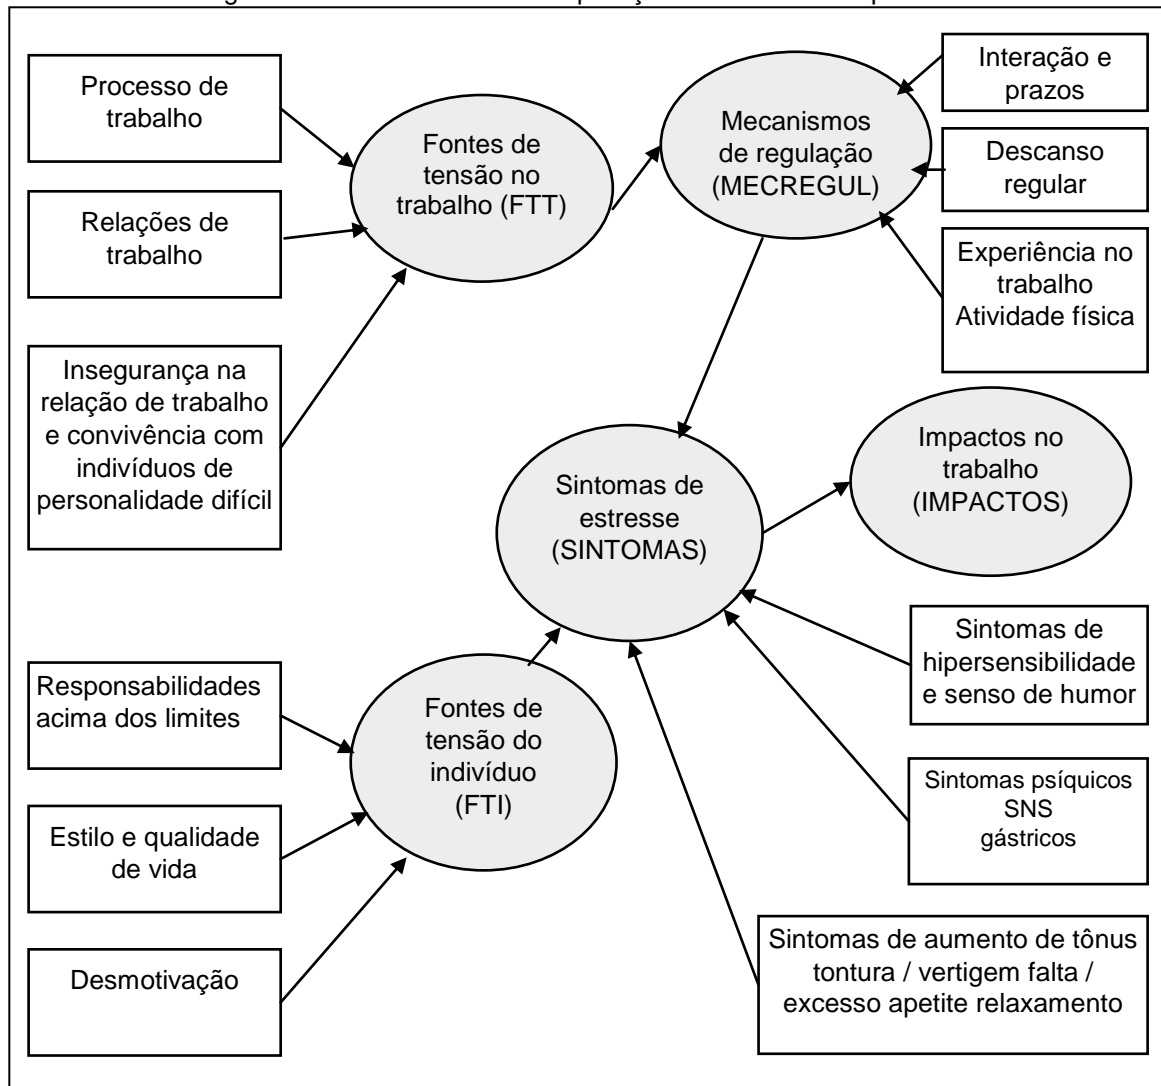 Processo de
trabalho
Relações de
trabalho
Insegurança na
relação de trabalho
e convivência com
indivíduos de
personalidade difícil
Fontes de
tensão no
trabalho (FTT)
Mecanismos
de regulação
(MECREGUL)
Interação e
prazos
Descanso
regular
Experiência no
trabalho
Atividade física
Sintomas de
estresse
(SINTOMAS)
Impactos no
trabalho
(IMPACTOS)
Responsabilidades
acima dos limites
Estilo e qualidade
de vida
Desmotivação
Fontes de
tensão do
indivíduo
(FTI)
Sintomas de
hipersensibilidade
e senso de humor
Sintomas psíquicos
SNS
gástricos
Sintomas de aumento de tônus
tontura / vertigem falta /
excesso apetite relaxamento